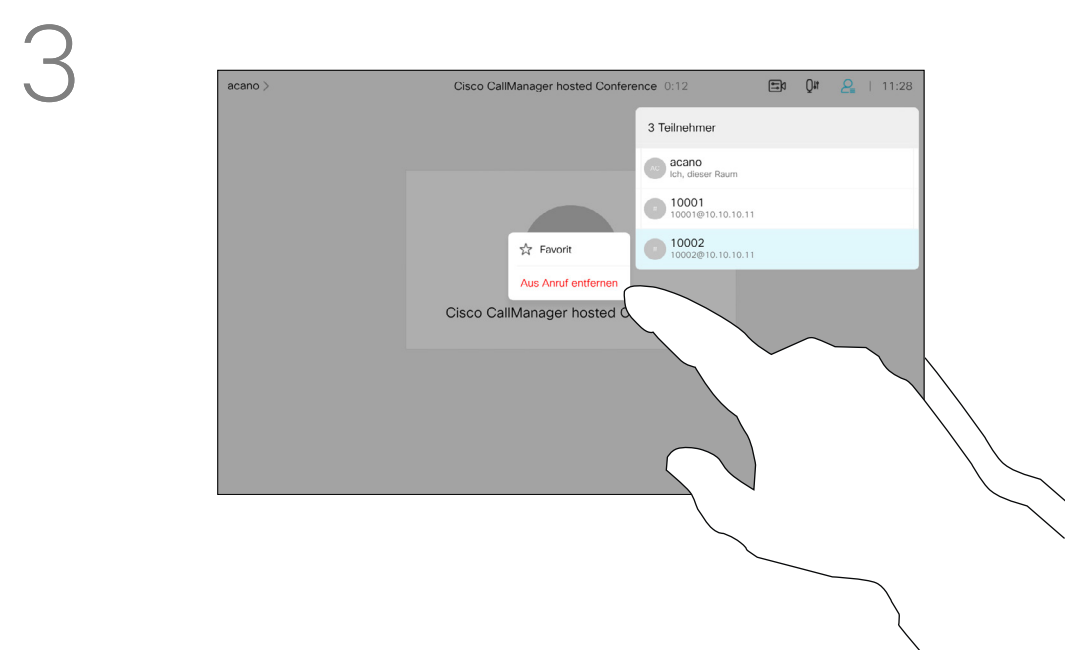 3
acano >
Cisco CallManager hosted Conference 0:12
11:28
3 Teilnehmer
AC
acano
Ich, dieser Raum
10001
10001@10.10.10.11
10002
10002@10.10.10.11
Favorit
Aus Anruf entfernen
Cisco CallManager hosted C